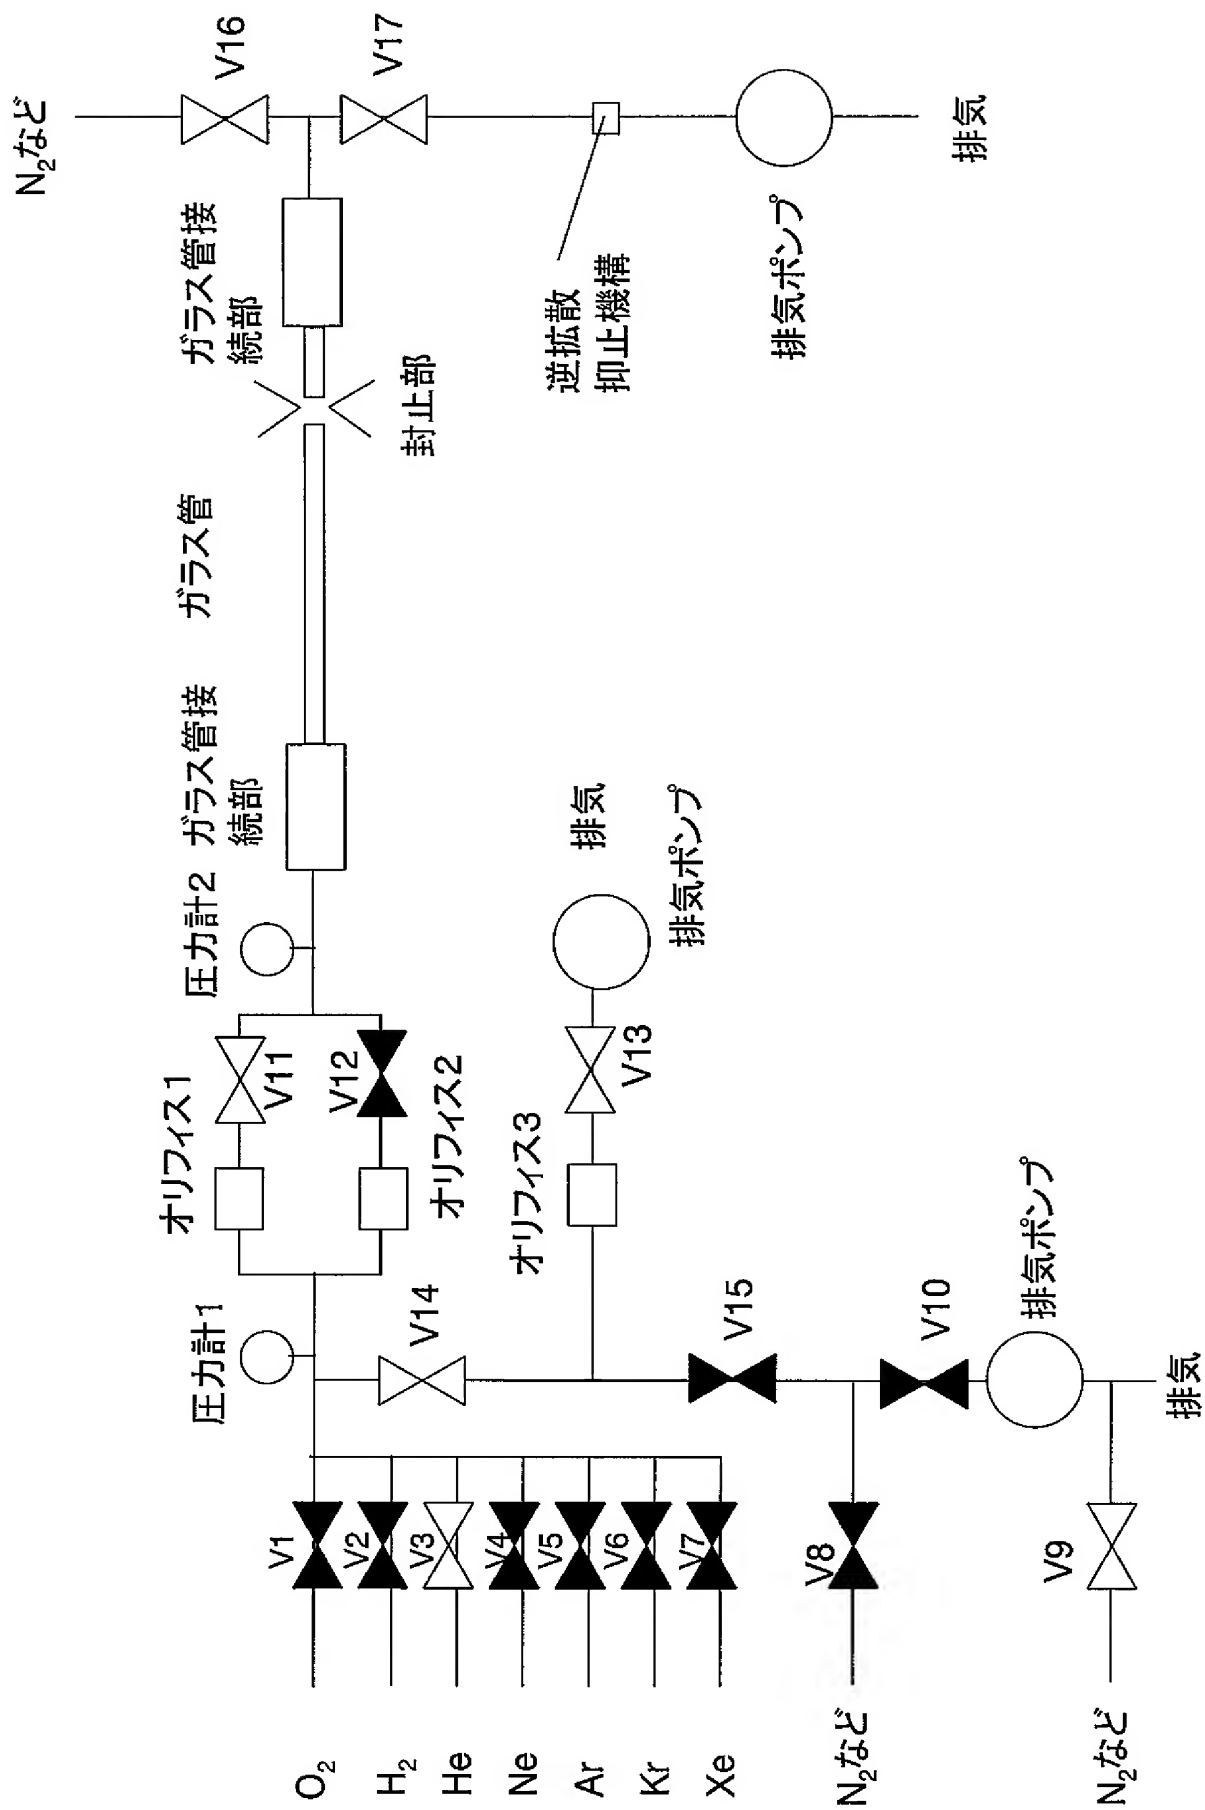 N₂など
V16
V17
排気
排気ポンプ
逆拡散
抑止機構
ガラス管接
続部
封止部
ガラス管
ガラス管接
続部
圧力計2
V11
V12
オリフィス1
オリフィス2
排気
排気ポンプ
V13
オリフィス3
圧力計1
V14
V15
V10
排気ポンプ
排気
V1
V2
V3
V4
V5
V6
V7
V8
V9
O₂
H₂
He
Ne
Ar
Kr
Xe
N₂など
N₂など